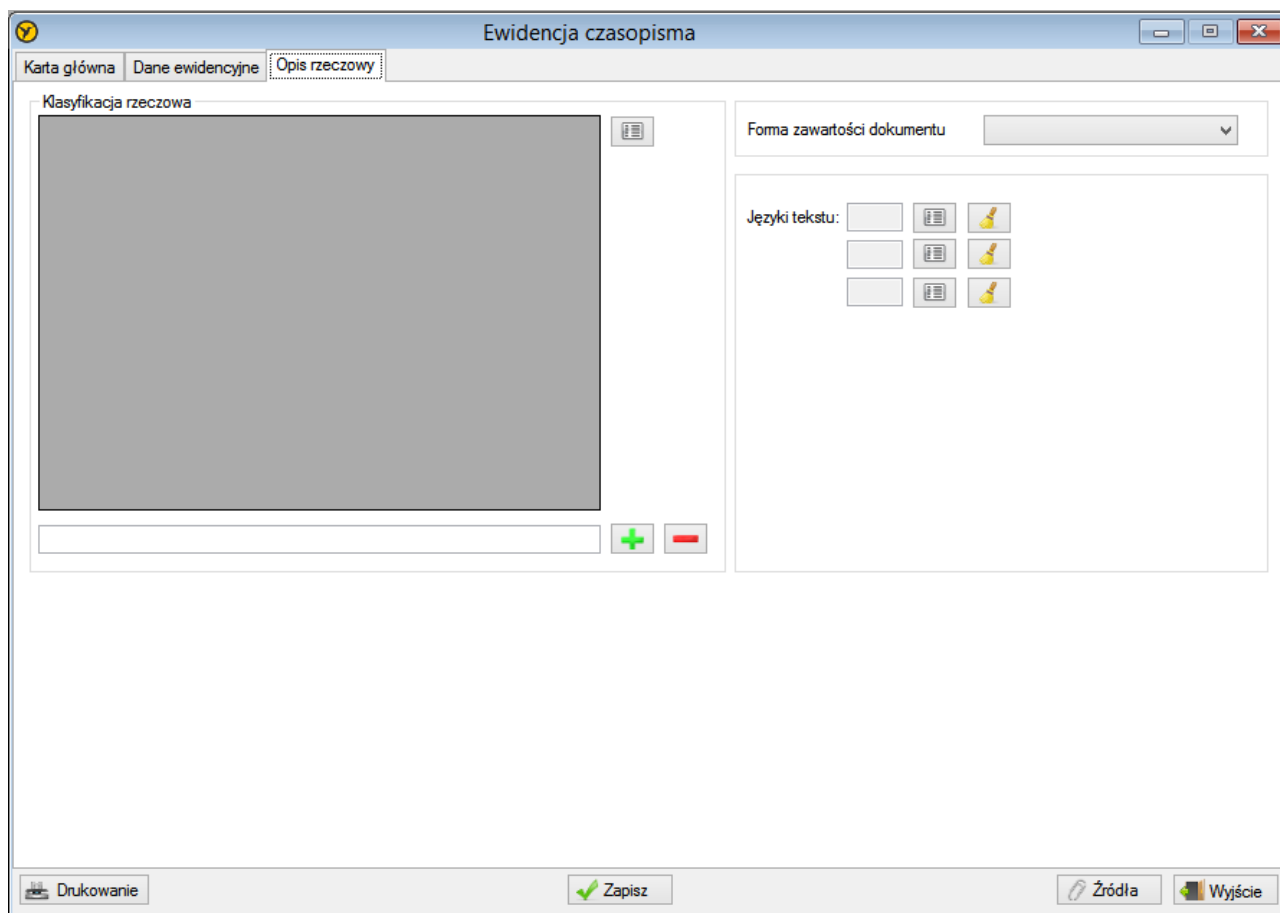 Ewidencja czasopisma
Karta główna Dane ewidencyjne Opis rzeczowy
Klasyfikacja rzeczowa
Forma zawartości dokumentu
Języki tekstu:
Drukowanie Zapisz Źródła Wyjście